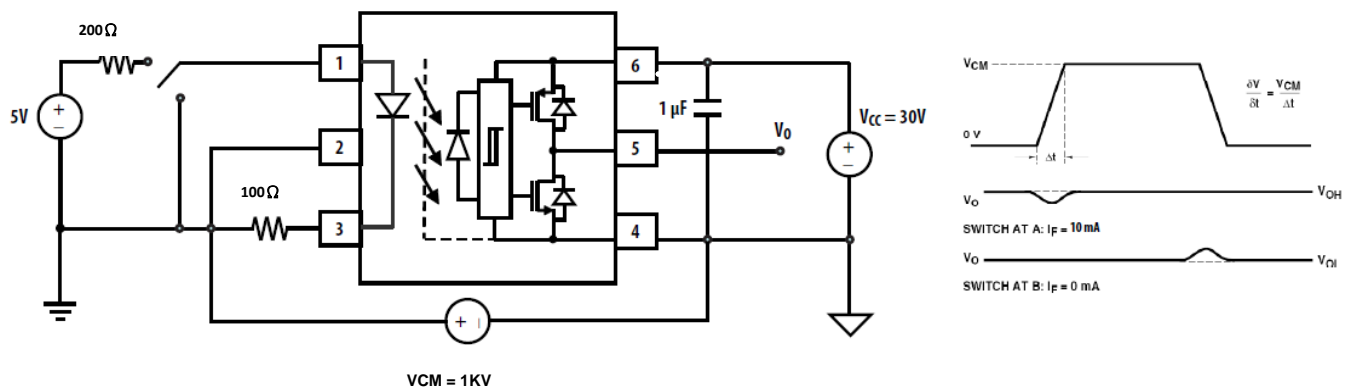 200Ω
5V
1
2
3
100Ω
6
5
4
1 µF
VO
VCC = 30V
+
−
+
−
+
VCM = 1KV
VCM
0 V
Δt
δV/δt = VCM/Δt
VO
VOH
SWITCH AT A: IF = 10 mA
VO
VOL
SWITCH AT B: IF = 0 mA